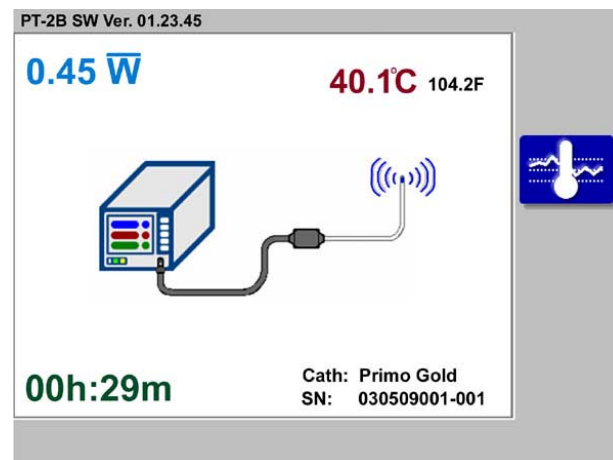 PT-2B SW Ver. 01.23.45
0.45 W̅
40.1°C 104.2F
00h:29m
Cath: Primo Gold
SN: 030509001-001